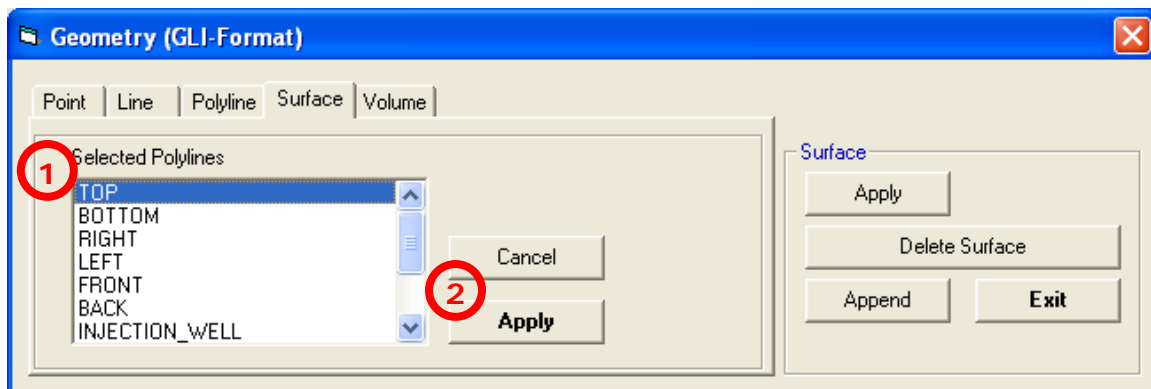 Geometry (GLI-Format)
Point Line Polyline Surface Volume
Selected Polylines
1
TOP
BOTTOM
RIGHT
LEFT
FRONT
BACK
INJECTION_WELL
Cancel
2
Apply
Surface
Apply
Delete Surface
Append Exit